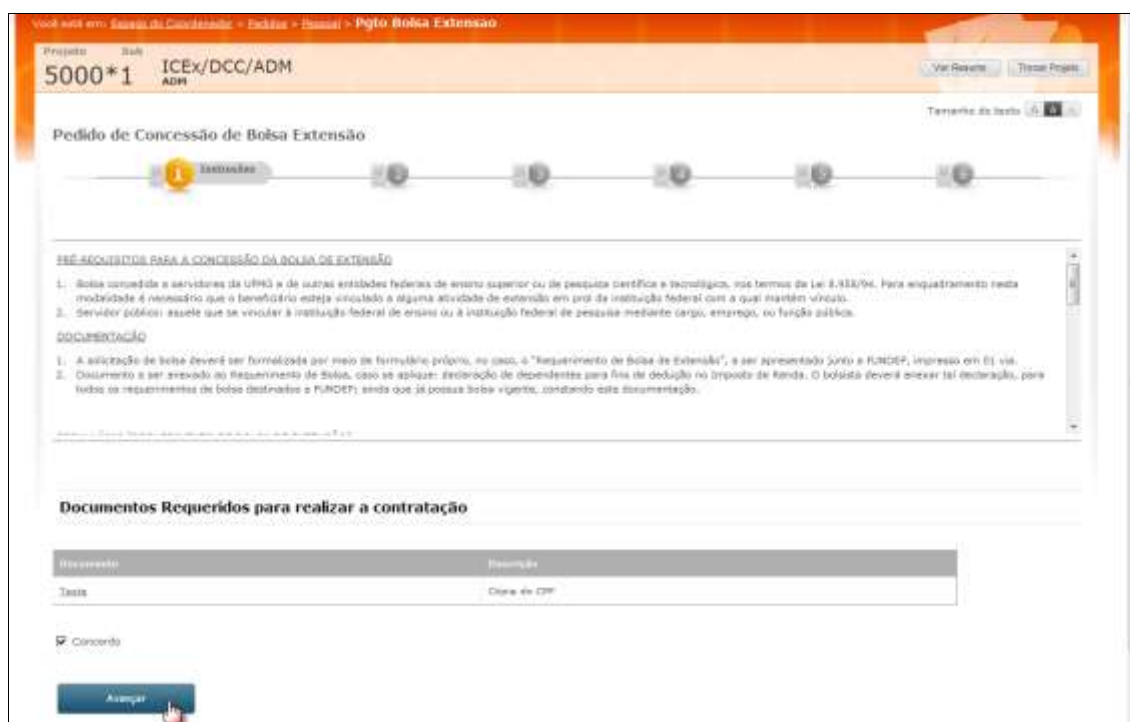 Você está em: Espaço do Coordenador > Pedidos > Pessoal > Pgto Bolsa Extensão
Projeto Sub
5000*1 ICEx/DCC/ADM
ADM
Ver Resumo Trocar Projeto
Tamanho do texto A A A
Pedido de Concessão de Bolsa Extensão
1 Instruções 2 3 4 5 6
PRÉ-REQUISITOS PARA A CONCESSÃO DA BOLSA DE EXTENSÃO
1. Bolsa concedida a servidores da UFMG e de outras entidades federais de ensino superior ou de pesquisa científica e tecnológica, nos termos da Lei 8.958/94. Para enquadramento nesta
modalidade é necessário que o beneficiário esteja vinculado a alguma atividade de extensão em prol da instituição federal com a qual mantém vínculo.
2. Servidor público: aquele que se vincular à instituição federal de ensino ou à instituição federal de pesquisa mediante cargo, emprego, ou função pública.
DOCUMENTAÇÃO
1. A solicitação de bolsa deverá ser formalizada por meio de formulário próprio, no caso, o "Requerimento de Bolsa de Extensão", a ser apresentado junto a FUNDEP, impresso em 01 via.
2. Documento a ser anexado ao Requerimento de Bolsa, caso se aplique: declaração de dependentes para fins de dedução no Imposto de Renda. O bolsista deverá anexar tal declaração, para
todos os requerimentos de bolsa destinados a FUNDEP; ainda que já possua bolsa vigente, constando esta documentação.
Documentos Requeridos para realizar a contratação
Documento Descrição
Teste Cópia do CPF
Concordo
Avançar